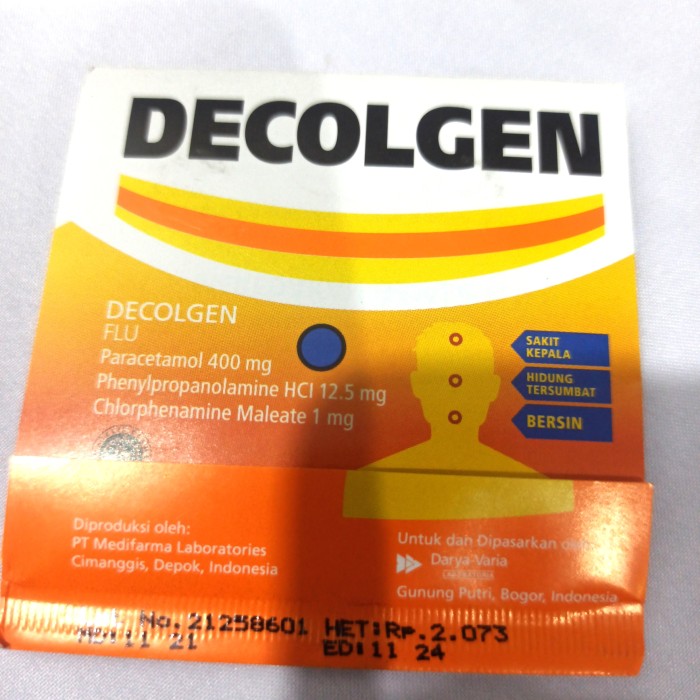 DECOLGEN
DECOLGEN
FLU
Paracetamol 400 mg
Phenylpropanolamine HCl 12.5 mg
Chlorphenamine Maleate 1 mg
SAKIT
KEPALA
HIDUNG
TERSUMBAT
BERSIN
Diproduksi oleh:
PT Medifarma Laboratories
Cimanggis, Depok, Indonesia
Untuk dan Dipasarkan
Darya-Varia
Gunung Putri, Bogor, Indonesia
No.21258601 HET:Rp.2.073
11 21 ED:11 24